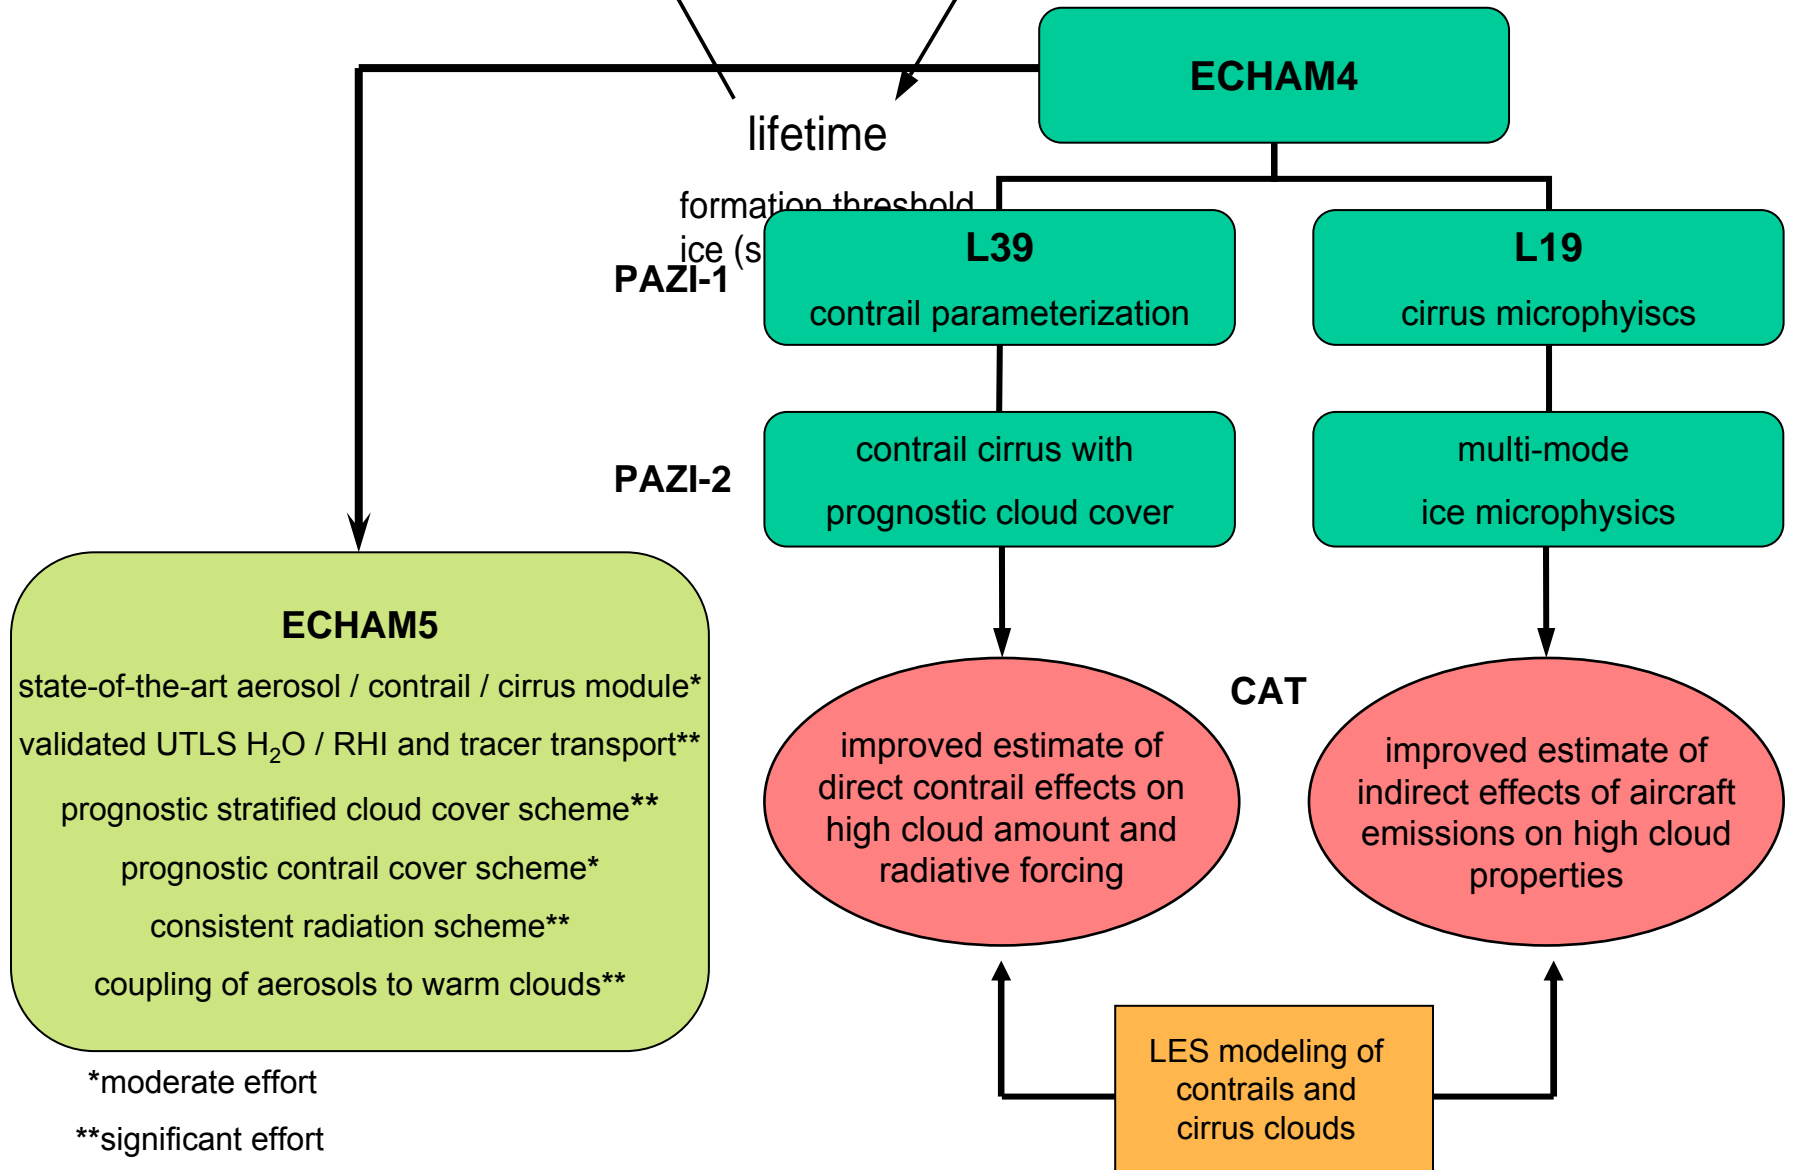 ECHAM4
lifetime
formation threshold
ice (s
PAZI-1
L39
contrail parameterization
L19
cirrus microphyiscs
PAZI-2
contrail cirrus with
prognostic cloud cover
multi-mode
ice microphysics
ECHAM5
state-of-the-art aerosol / contrail / cirrus module*
validated UTLS H₂O / RHI and tracer transport**
prognostic stratified cloud cover scheme**
prognostic contrail cover scheme*
consistent radiation scheme**
coupling of aerosols to warm clouds**
*moderate effort
**significant effort
CAT
improved estimate of
direct contrail effects on
high cloud amount and
radiative forcing
improved estimate of
indirect effects of aircraft
emissions on high cloud
properties
LES modeling of
contrails and
cirrus clouds